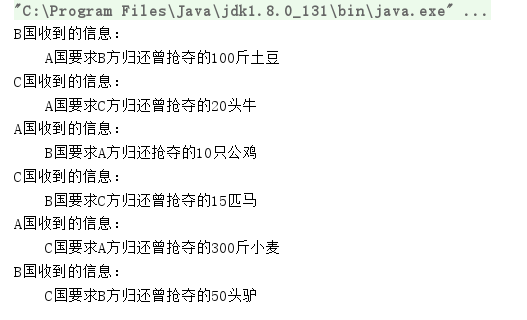 "C:\Program Files\Java\jdk1.8.0_131\bin\java.exe" ...
B国收到的信息：
A国要求B方归还曾抢夺的100斤土豆
C国收到的信息：
A国要求C方归还曾抢夺的20头牛
A国收到的信息：
B国要求A方归还抢夺的10只公鸡
C国收到的信息：
B国要求C方归还曾抢夺的15匹马
A国收到的信息：
C国要求A方归还曾抢夺的300斤小麦
B国收到的信息：
C国要求B方归还曾抢夺的50头驴